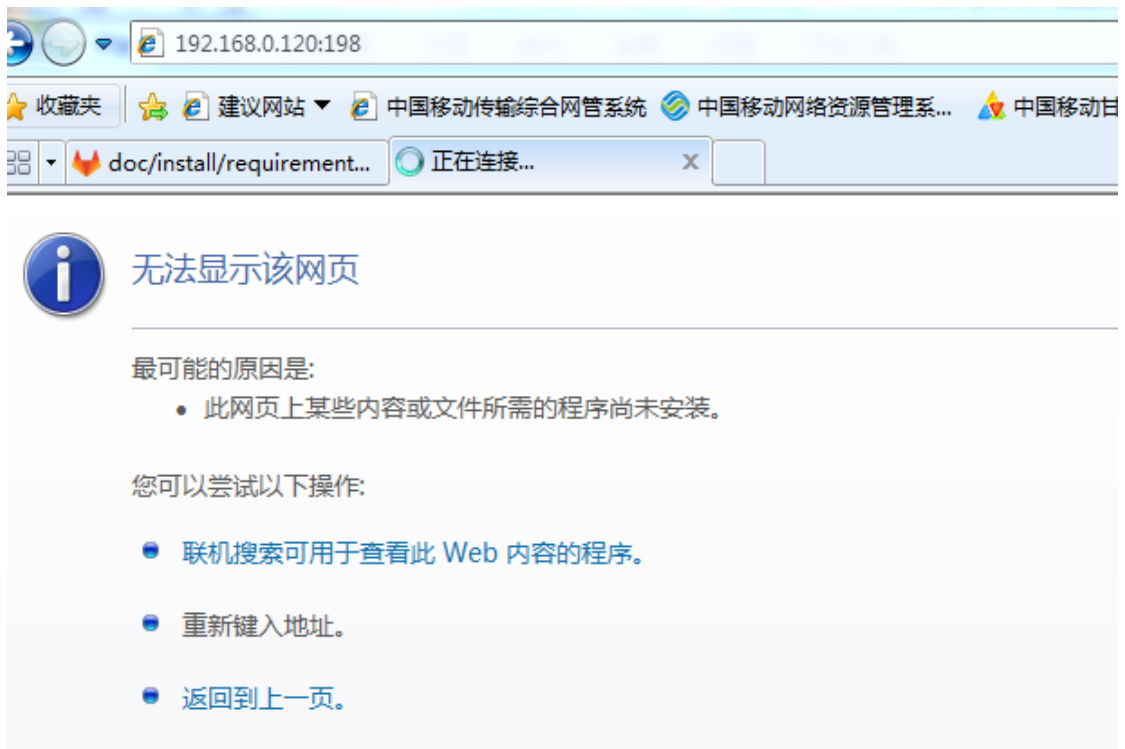 192.168.0.120:198
收藏夹 建议网站 中国移动传输综合网管系统 中国移动网络资源管理系... 中国移动甘
doc/install/requirement... 正在连接... x
无法显示该网页
最可能的原因是:
• 此网页上某些内容或文件所需的程序尚未安装。
您可以尝试以下操作:
联机搜索可用于查看此 Web 内容的程序。
重新键入地址。
返回到上一页。